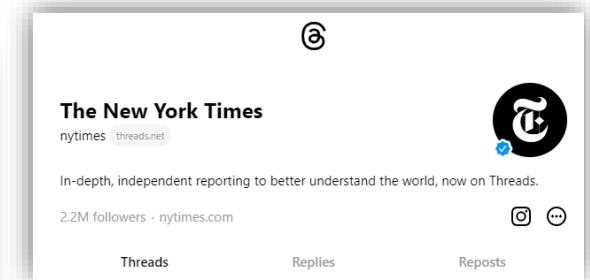 The New York Times
nytimes threads.net
In-depth, independent reporting to better understand the world, now on Threads.
2.2M followers · nytimes.com
Threads Replies Reposts